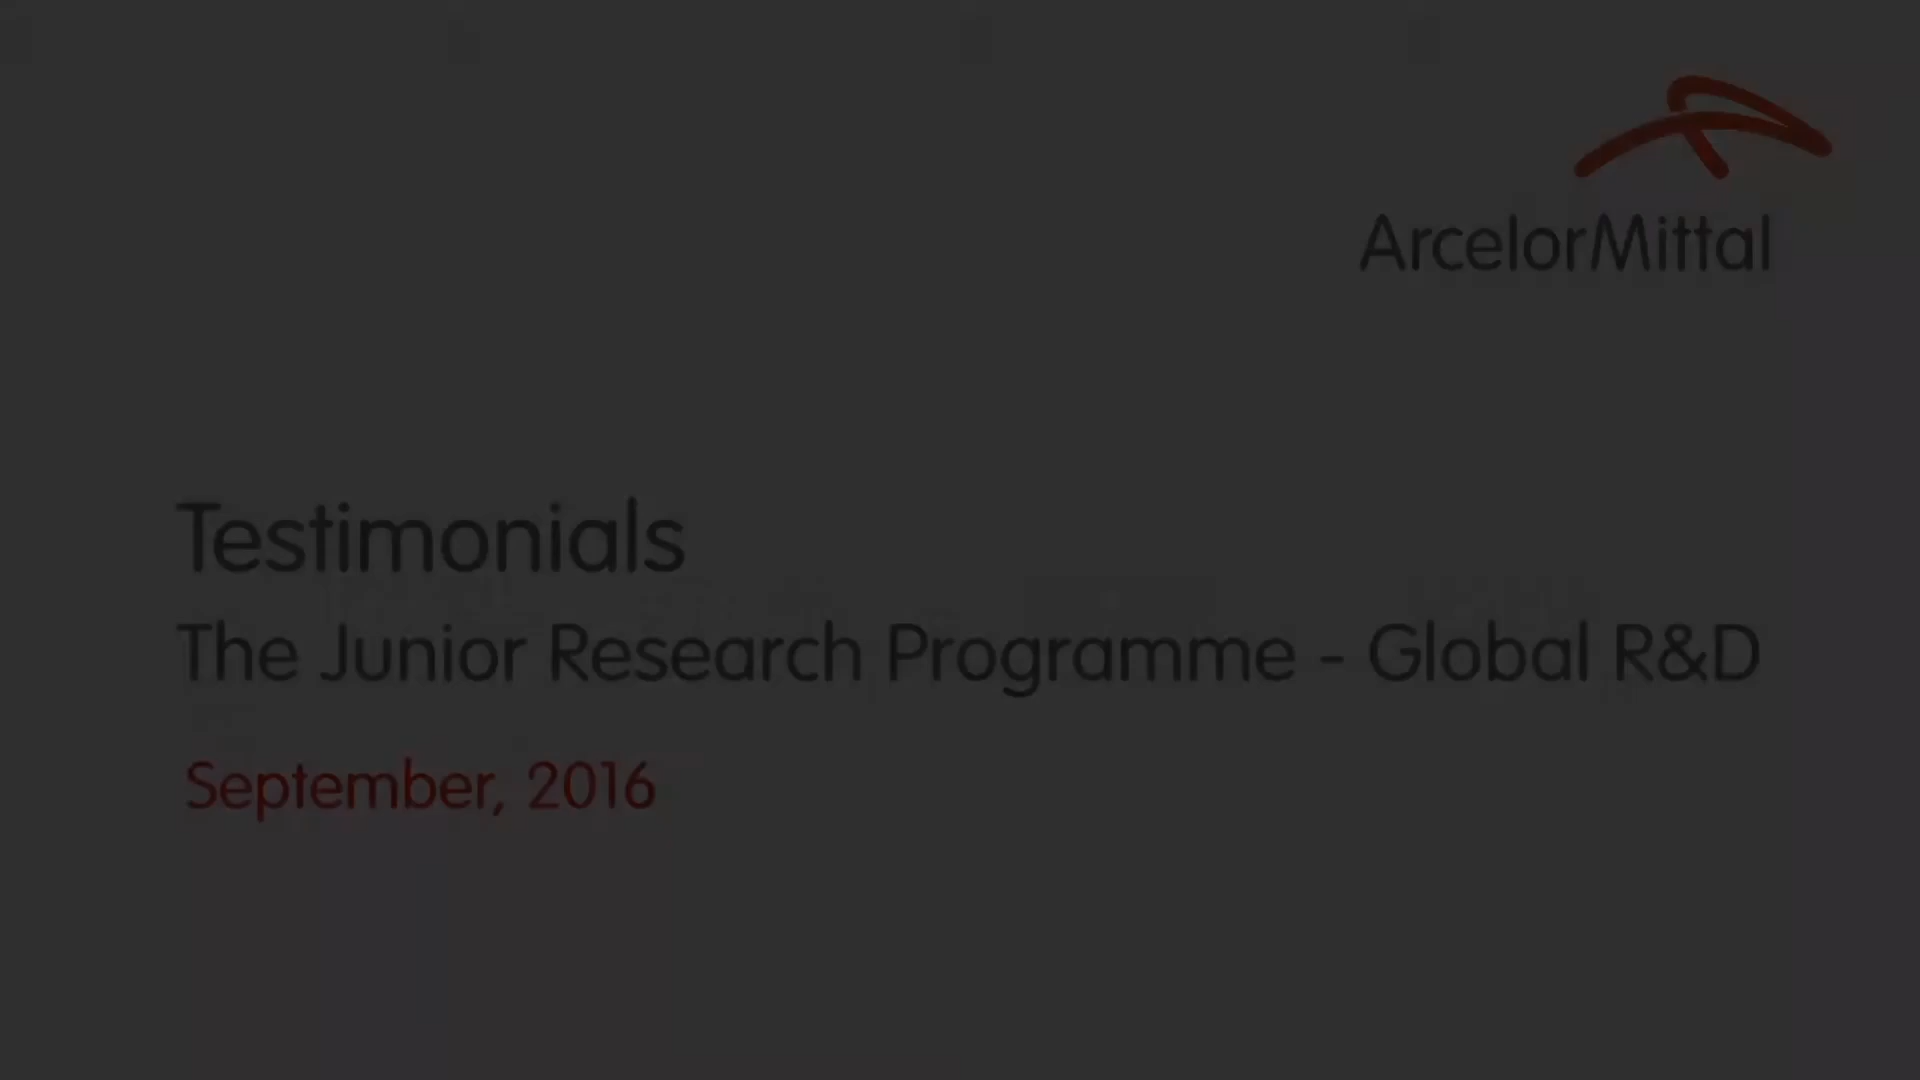 ArcelorMittal
Testimonials
The Junior Research Programme - Global R&D
September, 2016